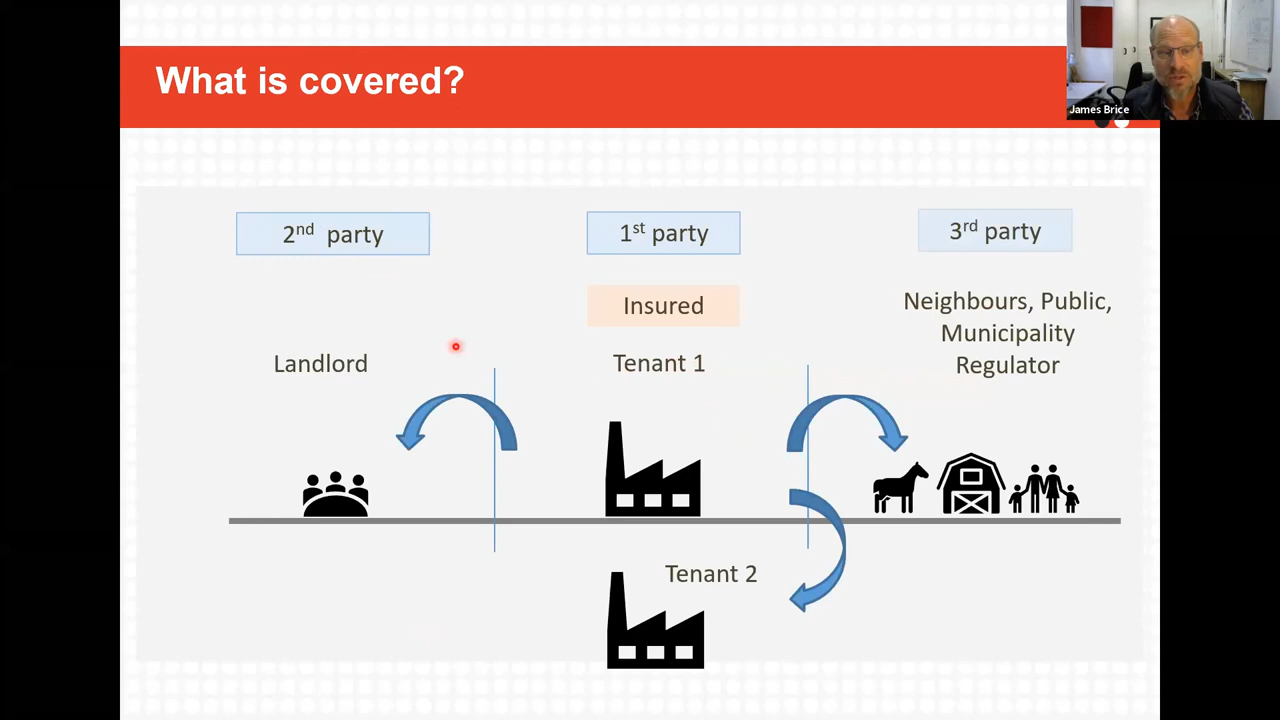 What is covered?
James Brice
2nd party
1st party
3rd party
Insured
Neighbours, Public,
Municipality
Regulator
Landlord
Tenant 1
Tenant 2